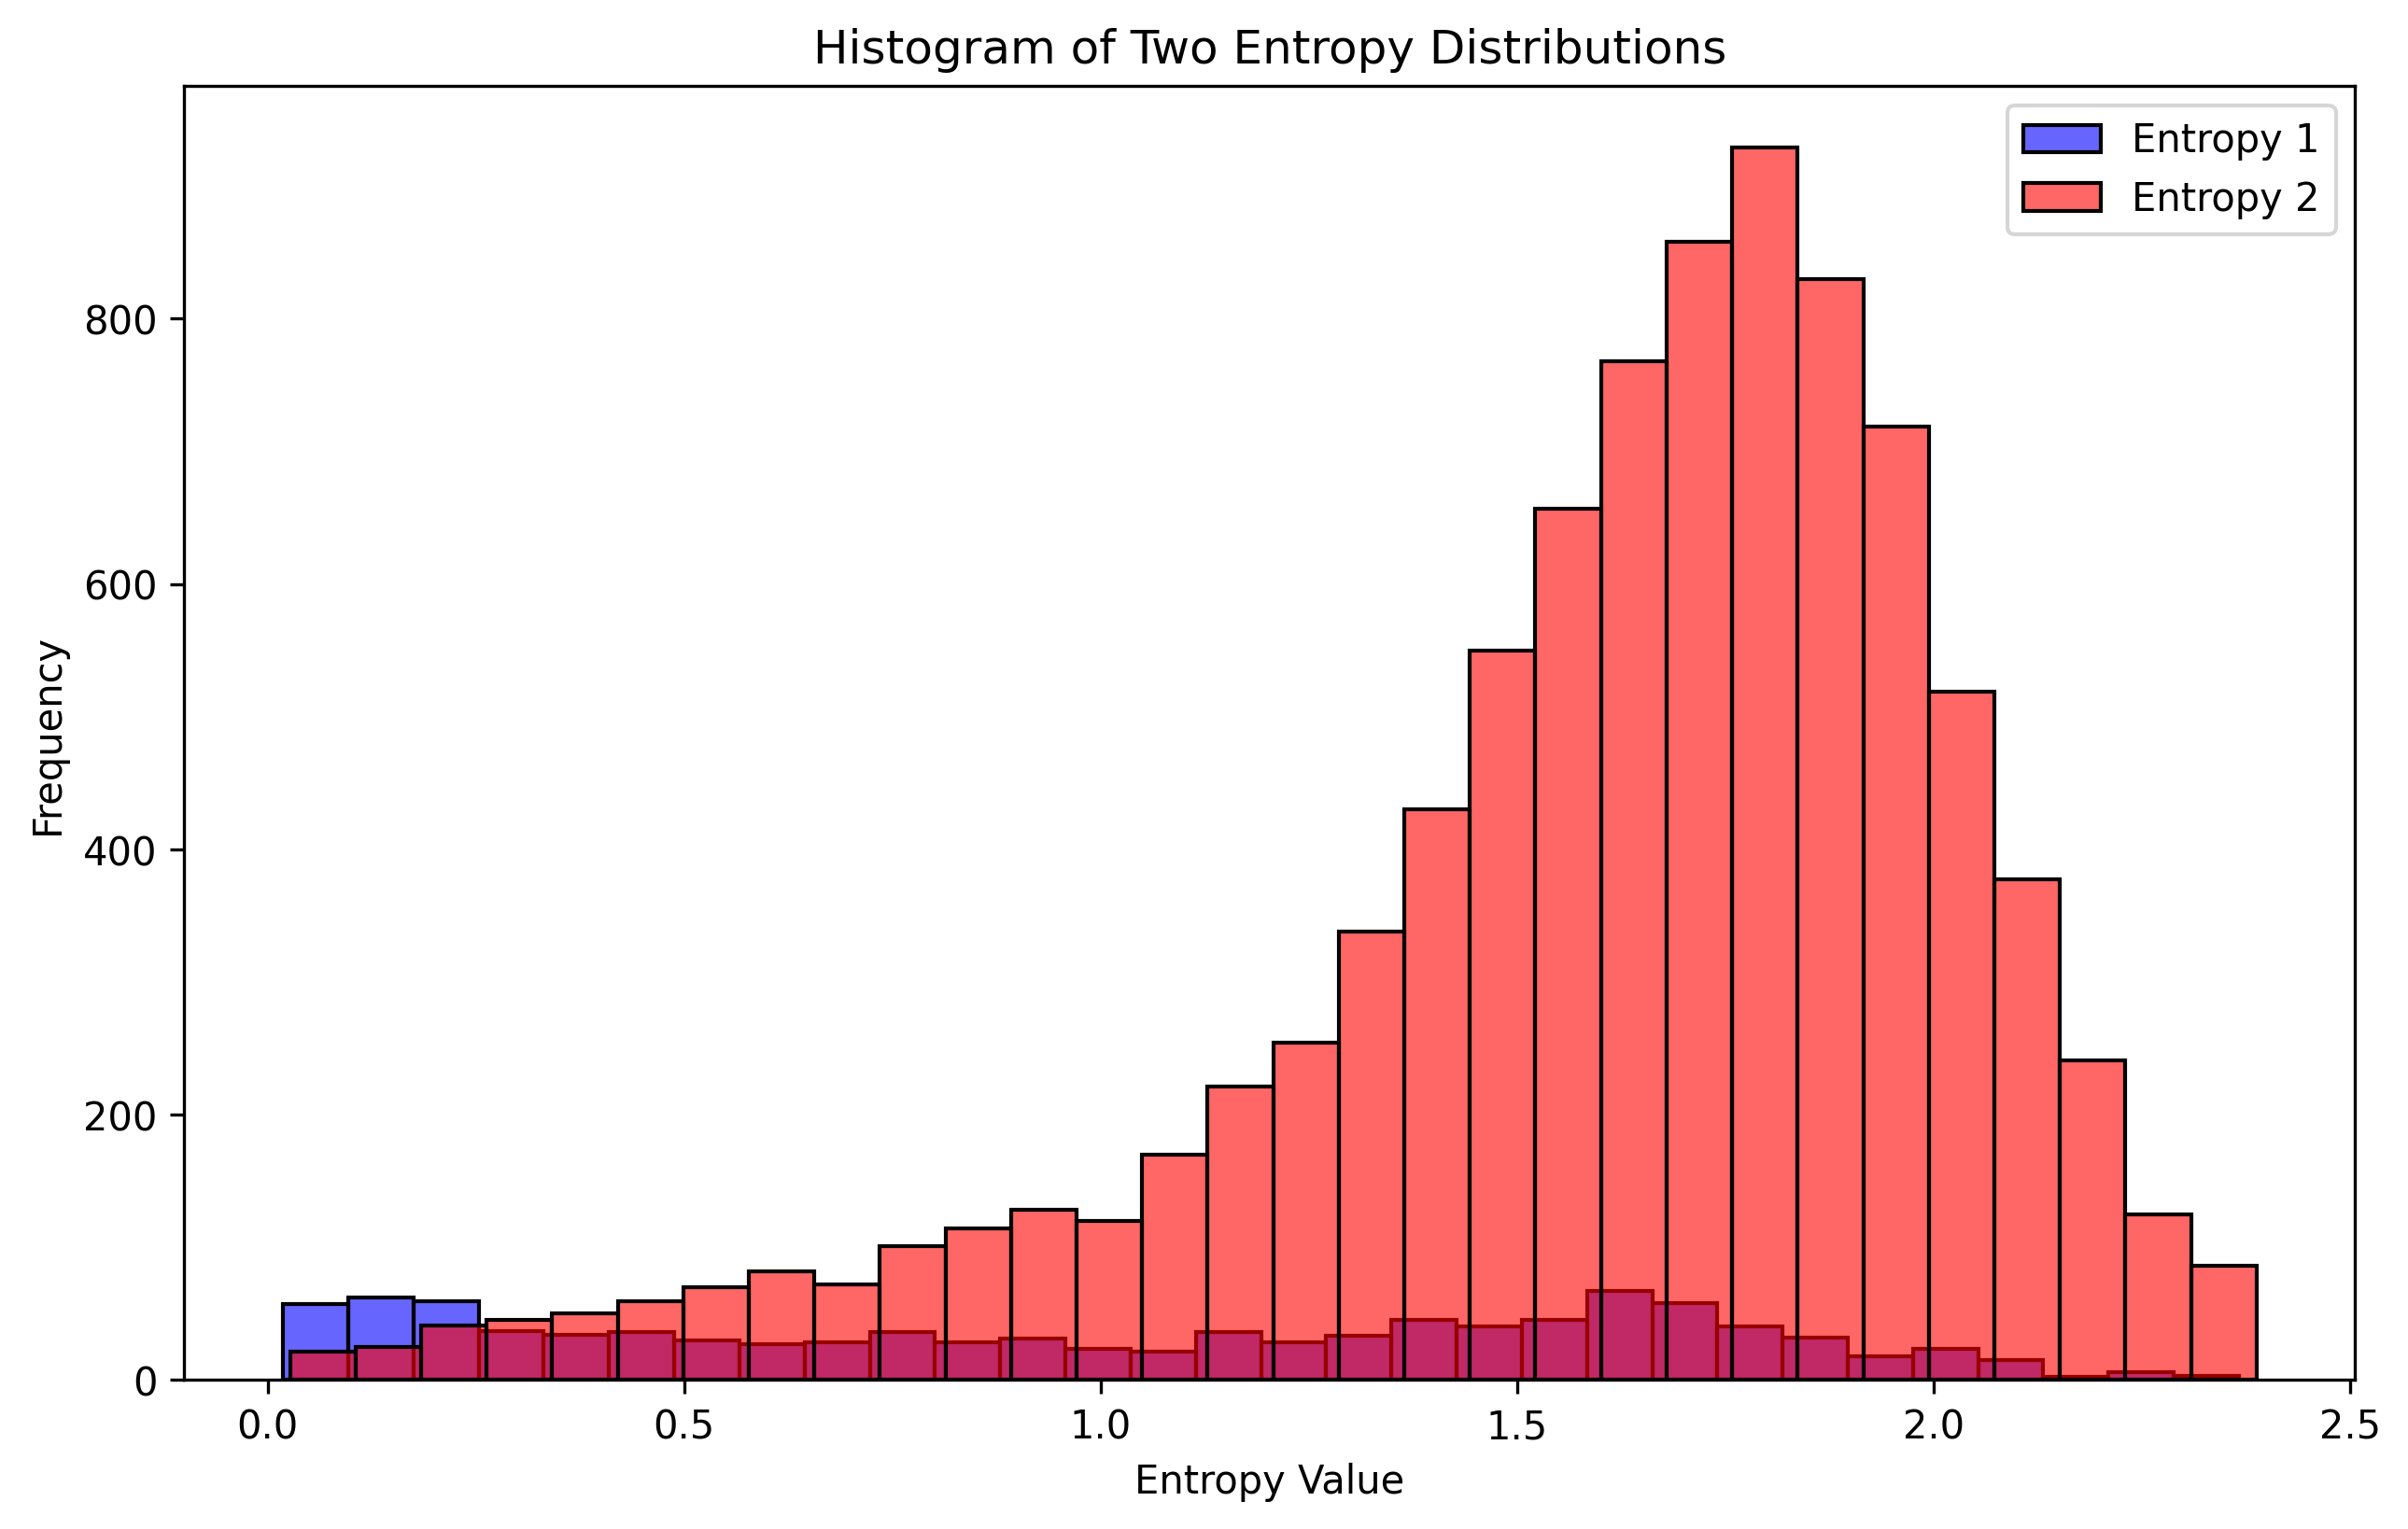 Histogram of Two Entropy Distributions
Entropy 1
Entropy 2
Frequency
800
600
400
200
0
0.0 0.5 1.0 1.5 2.0 2.5
Entropy Value